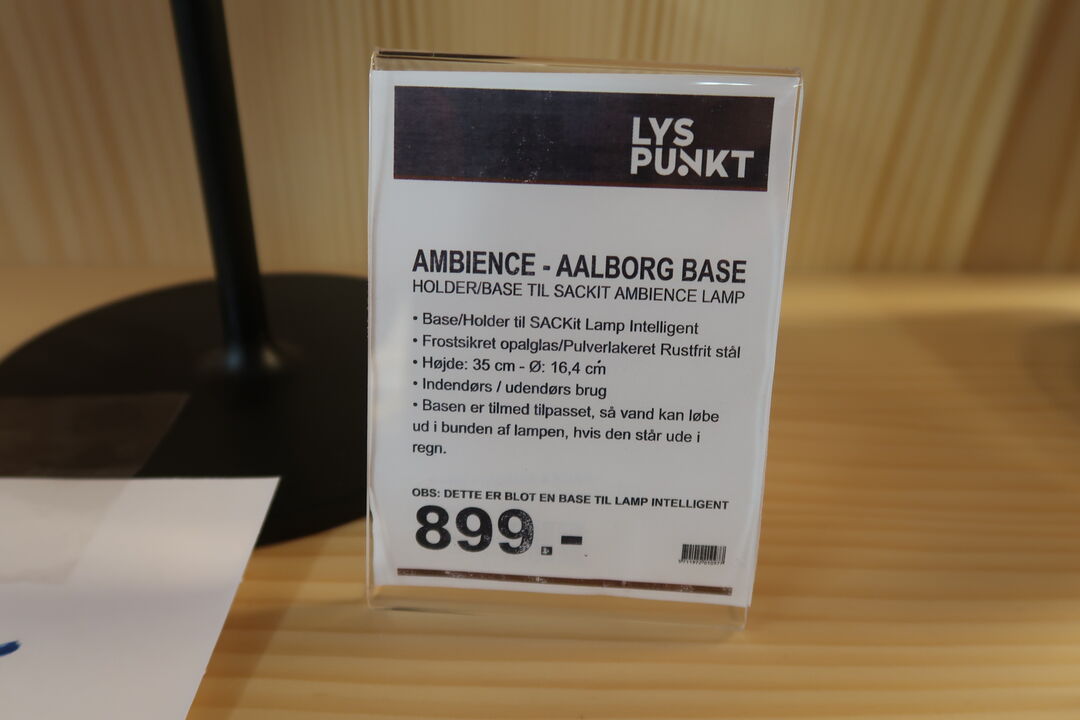 LYS
PUNKT
AMBIENCE - AALBORG BASE
HOLDER/BASE TIL SACKIT AMBIENCE LAMP
• Base/Holder til SACKit Lamp Intelligent
• Frostsikret opalglas/Pulverlakeret Rustfrit stål
• Højde: 35 cm - Ø: 16,4 cm
• Indendørs / udendørs brug
• Basen er tilmed tilpasset, så vand kan løbe
ud i bunden af lampen, hvis den står ude i
regn.
OBS: DETTE ER BLOT EN BASE TIL LAMP INTELLIGENT
899.-